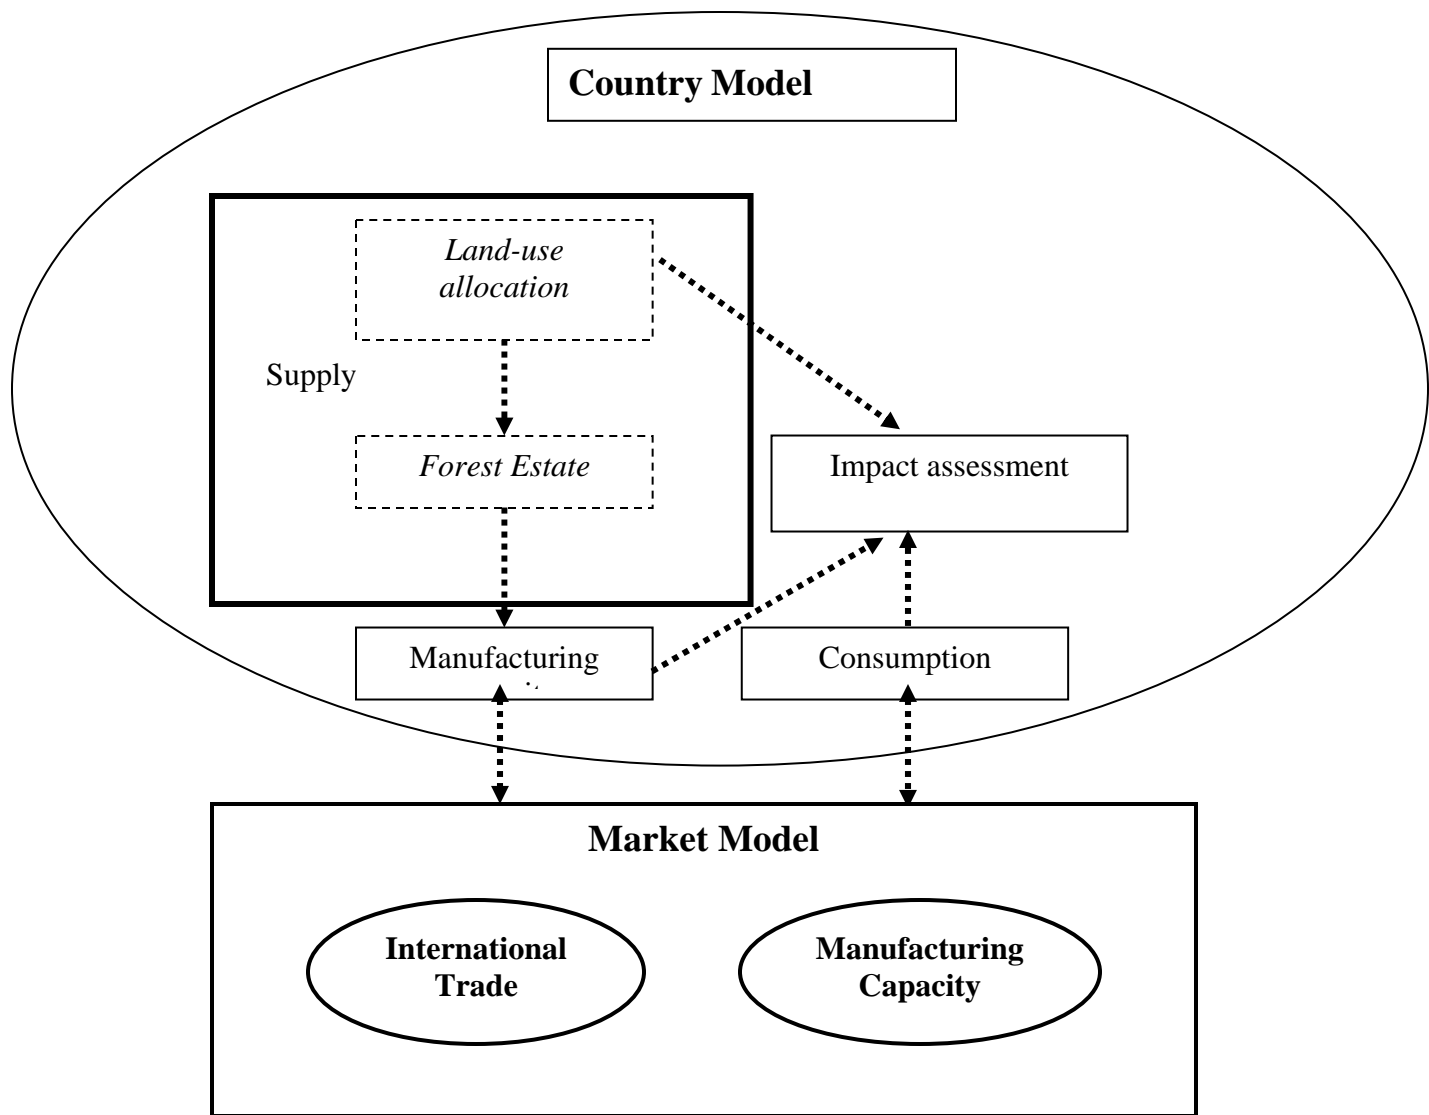 Country Model
Land-use
allocation
Supply
Forest Estate
Impact assessment
Manufacturing
Consumption
Market Model
International
Trade
Manufacturing
Capacity